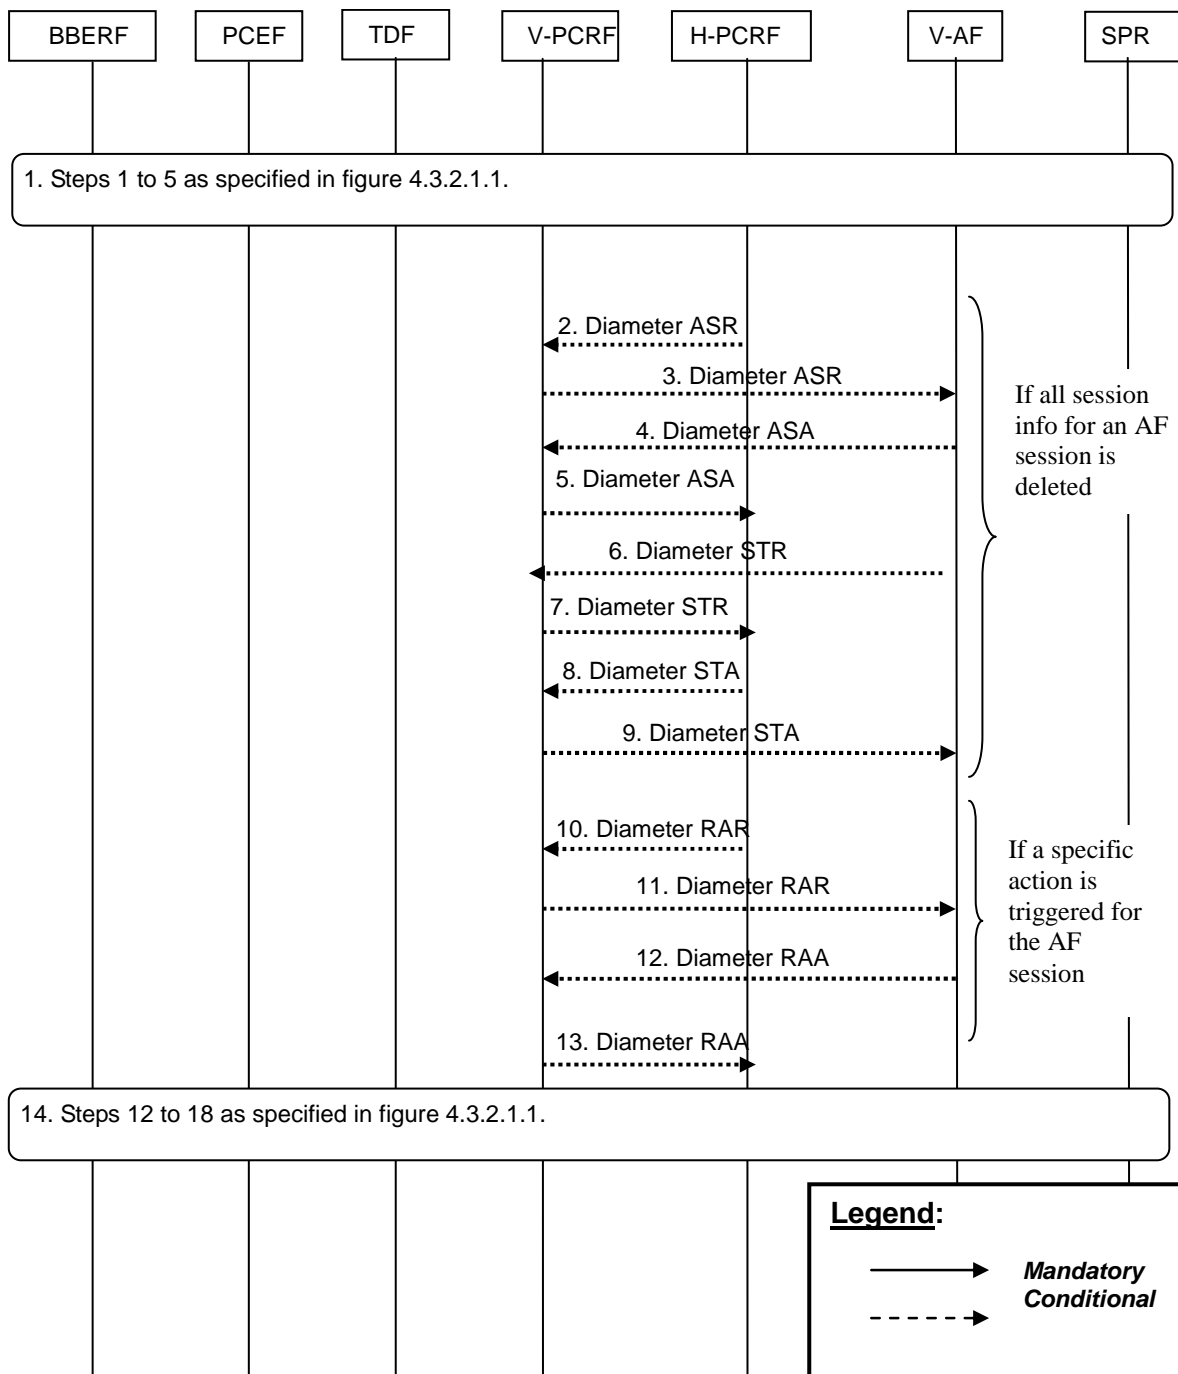 BBERF
PCEF
TDF
V-PCRF
H-PCRF
V-AF
SPR
1. Steps 1 to 5 as specified in figure 4.3.2.1.1.
2. Diameter ASR
3. Diameter ASR
4. Diameter ASA
5. Diameter ASA
6. Diameter STR
7. Diameter STR
8. Diameter STA
9. Diameter STA
If all session
info for an AF
session is
deleted
10. Diameter RAR
11. Diameter RAR
12. Diameter RAA
13. Diameter RAA
If a specific
action is
triggered for
the AF
session
14. Steps 12 to 18 as specified in figure 4.3.2.1.1.
Legend:
Mandatory
Conditional